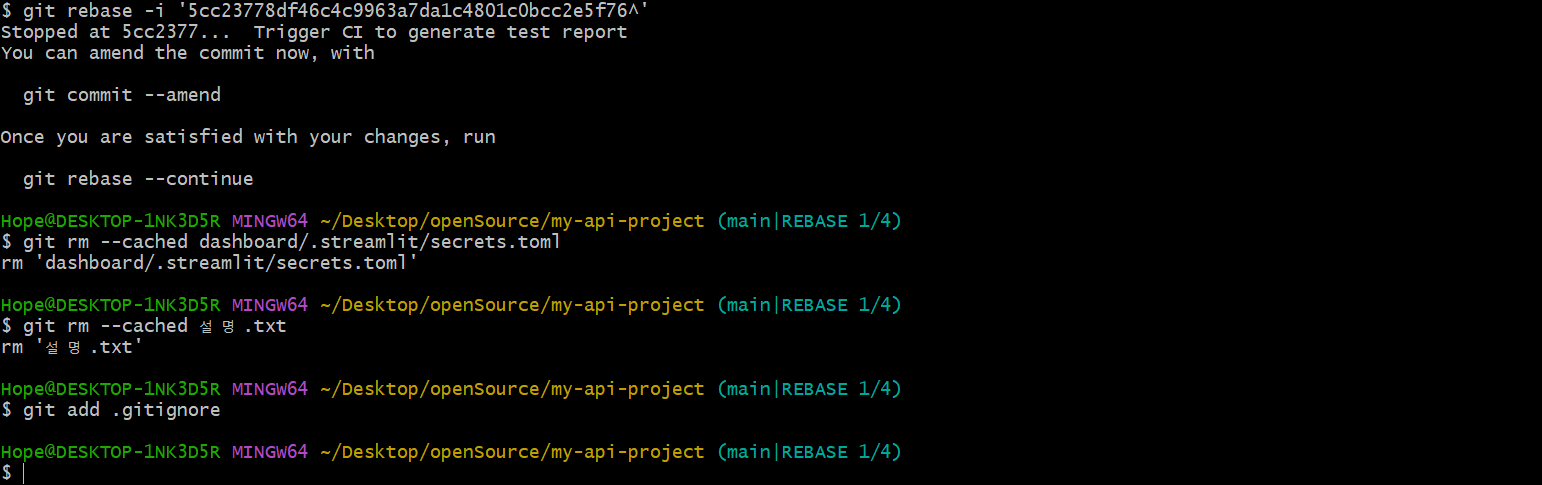 $ git rebase -i '5cc23778df46c4c9963a7da1c4801c0bcc2e5f76^'
Stopped at 5cc2377...  Trigger CI to generate test report
You can amend the commit now, with
  git commit --amend
Once you are satisfied with your changes, run
  git rebase --continue
Hope@DESKTOP-1NK3D5R MINGW64 ~/Desktop/openSource/my-api-project (main|REBASE 1/4)
$ git rm --cached dashboard/.streamlit/secrets.toml
rm 'dashboard/.streamlit/secrets.toml'
Hope@DESKTOP-1NK3D5R MINGW64 ~/Desktop/openSource/my-api-project (main|REBASE 1/4)
$ git rm --cached 설명.txt
rm '설명.txt'
Hope@DESKTOP-1NK3D5R MINGW64 ~/Desktop/openSource/my-api-project (main|REBASE 1/4)
$ git add .gitignore
Hope@DESKTOP-1NK3D5R MINGW64 ~/Desktop/openSource/my-api-project (main|REBASE 1/4)
$